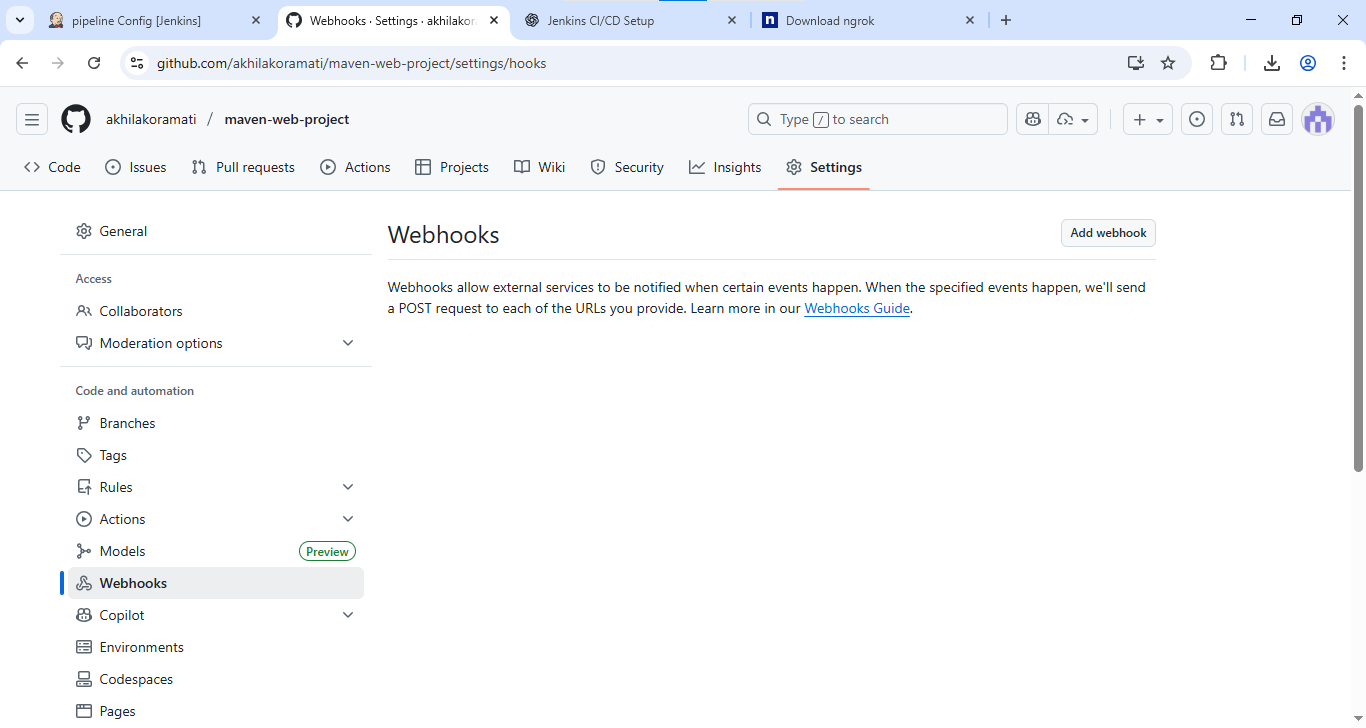 pipeline Config [Jenkins]
Webhooks · Settings · akhilakor
Jenkins CI/CD Setup
n Download ngrok
github.com/akhilakoramati/maven-web-project/settings/hooks
akhilakoramati / maven-web-project
Type / to search
Code
Issues
Pull requests
Actions
Projects
Wiki
Security
Insights
Settings
General
Access
Collaborators
Moderation options
Code and automation
Branches
Tags
Rules
Actions
Models Preview
Webhooks
Copilot
Environments
Codespaces
Pages
Webhooks
Add webhook
Webhooks allow external services to be notified when certain events happen. When the specified events happen, we'll send
a POST request to each of the URLs you provide. Learn more in our Webhooks Guide.